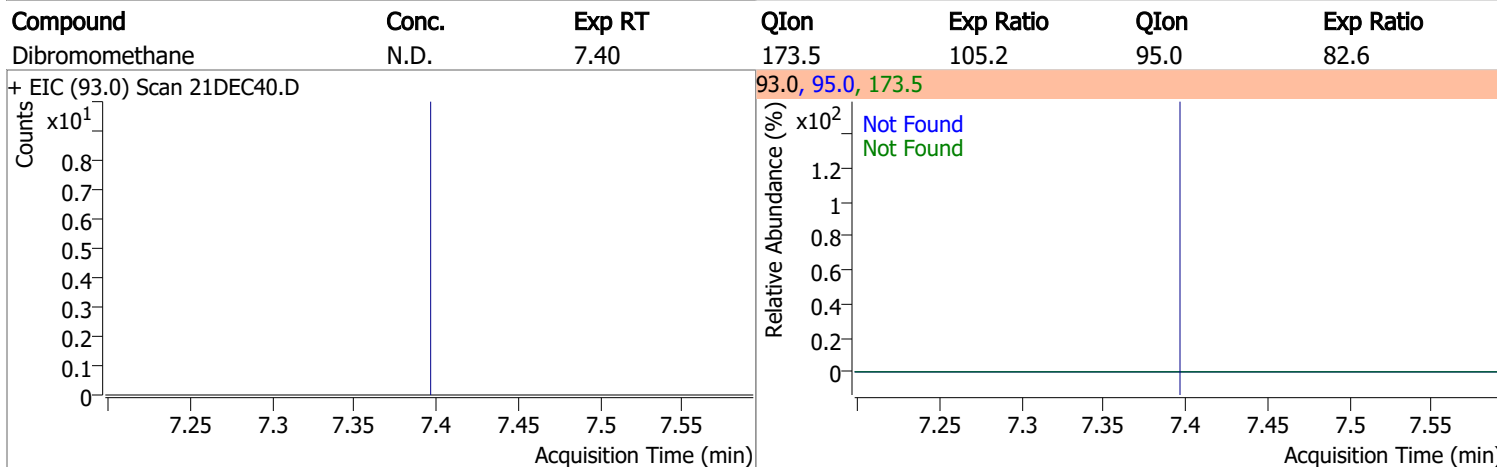 Compound Conc. Exp RT QIon Exp Ratio QIon Exp Ratio
Dibromomethane N.D. 7.40 173.5 105.2 95.0 82.6
+ EIC (93.0) Scan 21DEC40.D
Counts
x10¹
0.8
0.7
0.6
0.5
0.4
0.3
0.2
0.1
0
7.25 7.3 7.35 7.4 7.45 7.5 7.55
Acquisition Time (min)
93.0, 95.0, 173.5
Relative Abundance (%)
x10²
Not Found
Not Found
1.2
1
0.8
0.6
0.4
0.2
0
7.25 7.3 7.35 7.4 7.45 7.5 7.55
Acquisition Time (min)